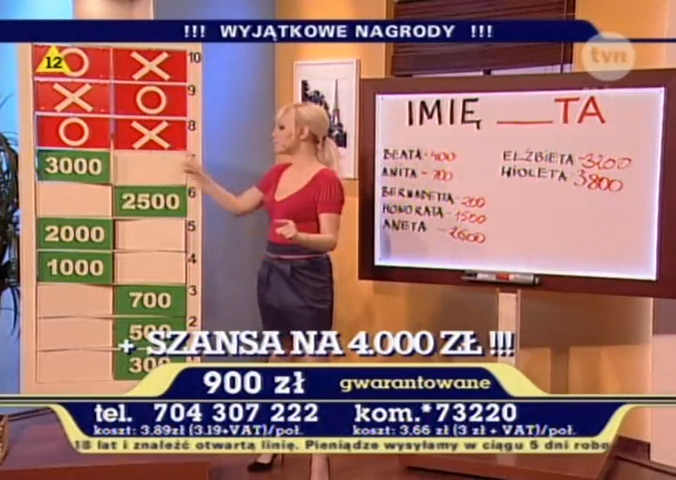 !!! WYJĄTKOWE NAGRODY !!!
12
tvn
O X 10
X O 9
O X 8
3000
2500 6
2000 5
1000 4
700 3
500 2
300
IMIĘ ___TA
BEATA - 400
ANITA - 700
BERNADETTA - 200
HONORATA - 1500
ANETA - 2600
ELŻBIETA - 3200
WIOLETA 3800
+ SZANSA NA 4.000 ZŁ !!!
900 zł gwarantowane
tel. 704 307 222 kom.*73220
koszt: 3.89zł (3.19+VAT)/poł. koszt: 3.66 zł (3 zł + VAT)/poł.
18 lat i znaleźć otwartą linię. Pieniądze wysyłamy w ciągu 5 dni robo